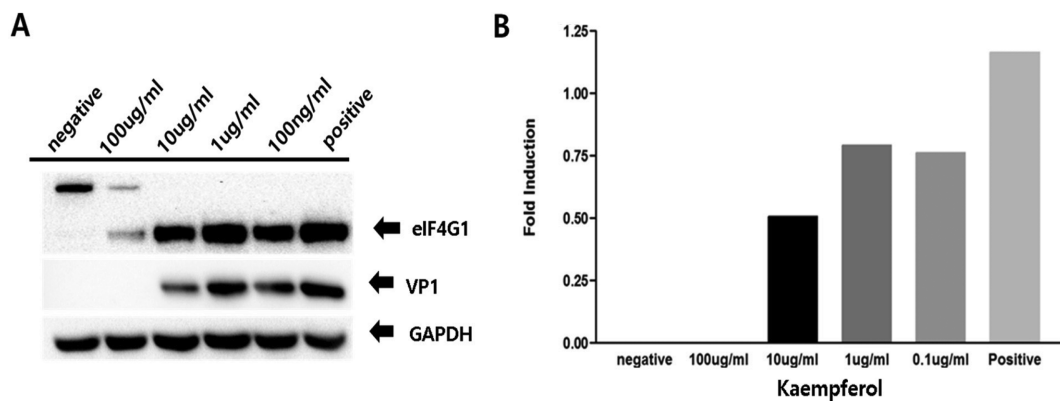 A
negative
100ug/ml
10ug/ml
1ug/ml
100ng/ml
positive
eIF4G1
VP1
GAPDH
B
Fold Induction
1.25
1.00
0.75
0.50
0.25
0.00
negative 100ug/ml 10ug/ml 1ug/ml 0.1ug/ml Positive
Kaempferol